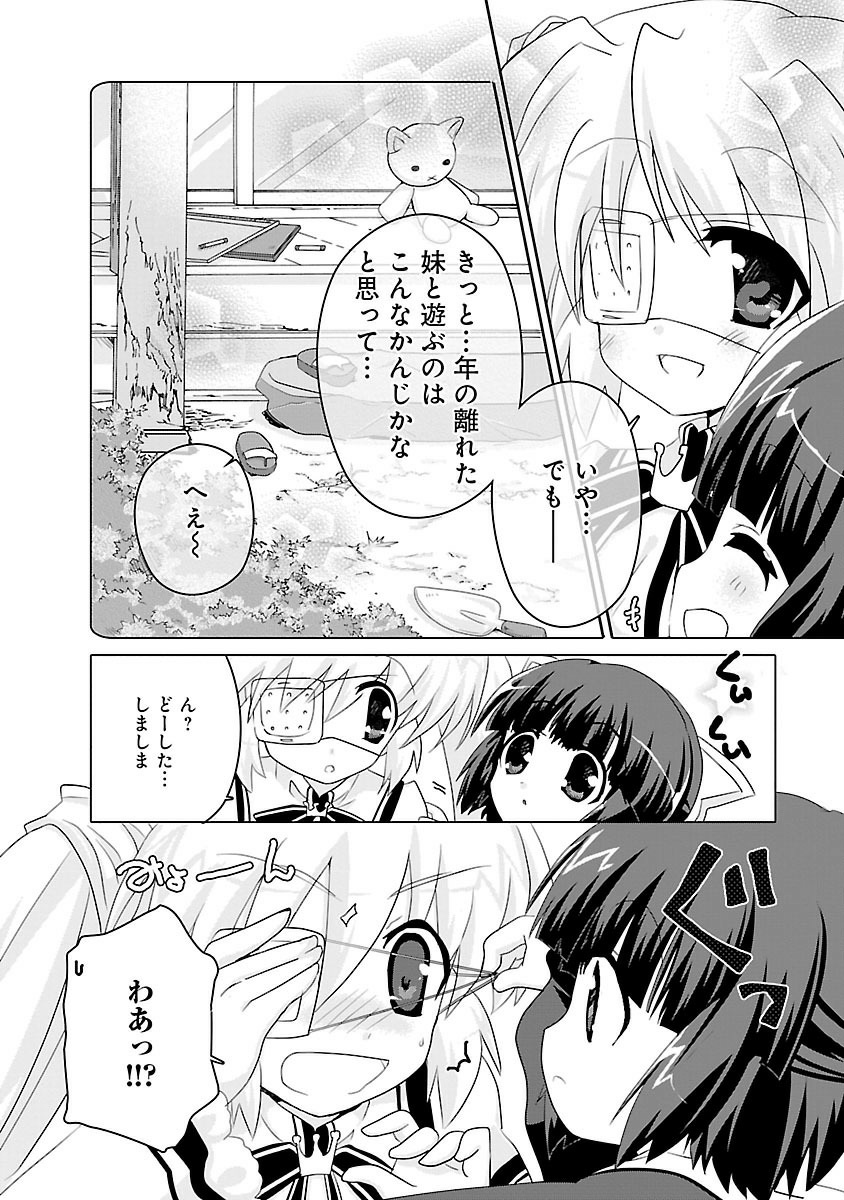 いや…
でも──
きっと…年の離れた
妹と遊ぶのは
こんなかんじかな
と思って…
へえ～
くいくい
ん？
どーした…
しましま
ぐっ
みょーん
わあっ
!!?